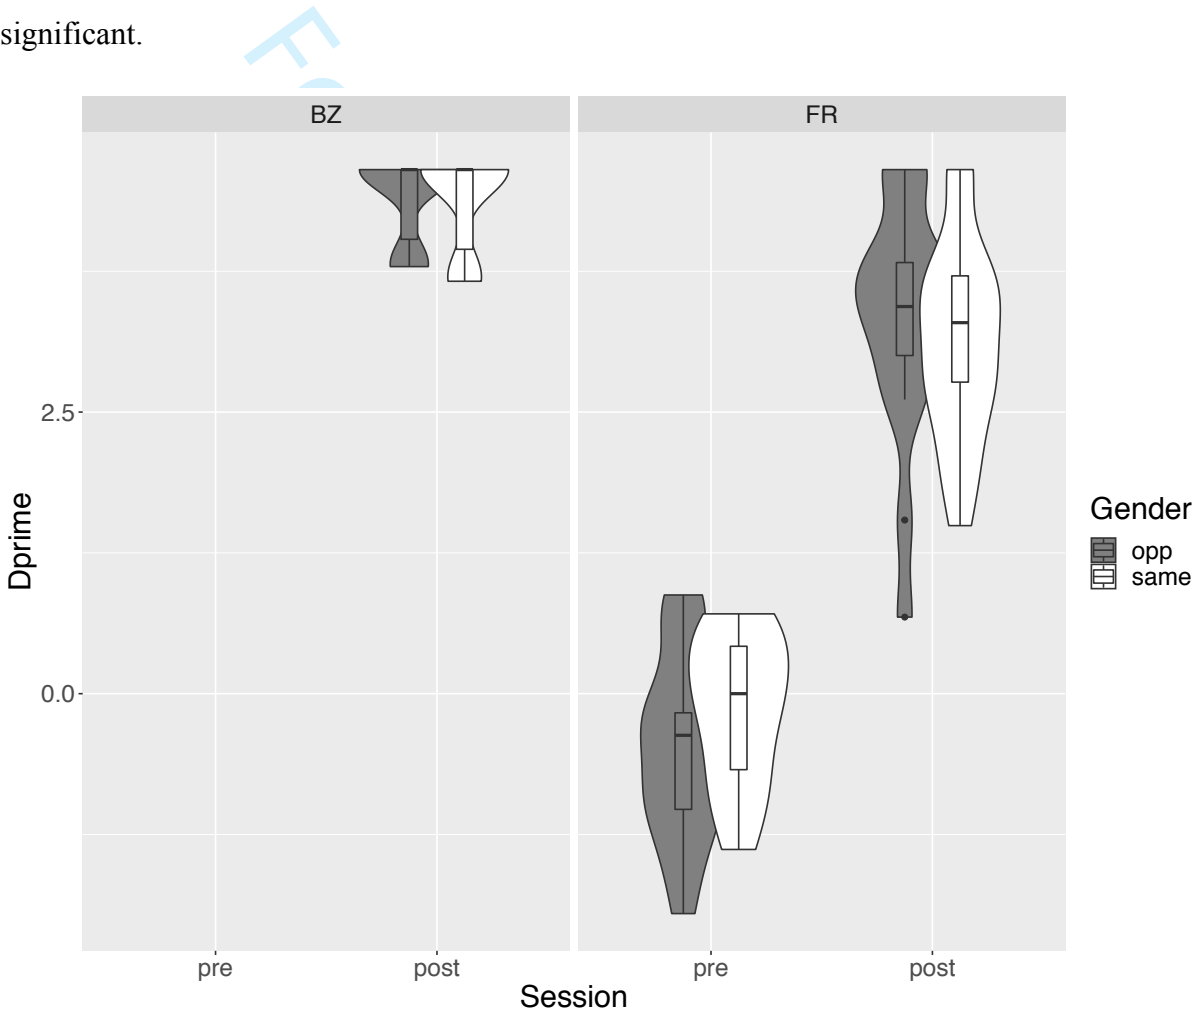 significant.
BZ
FR
2.5
0.0
Dprime
pre
post
pre
post
Session
Gender
opp
same